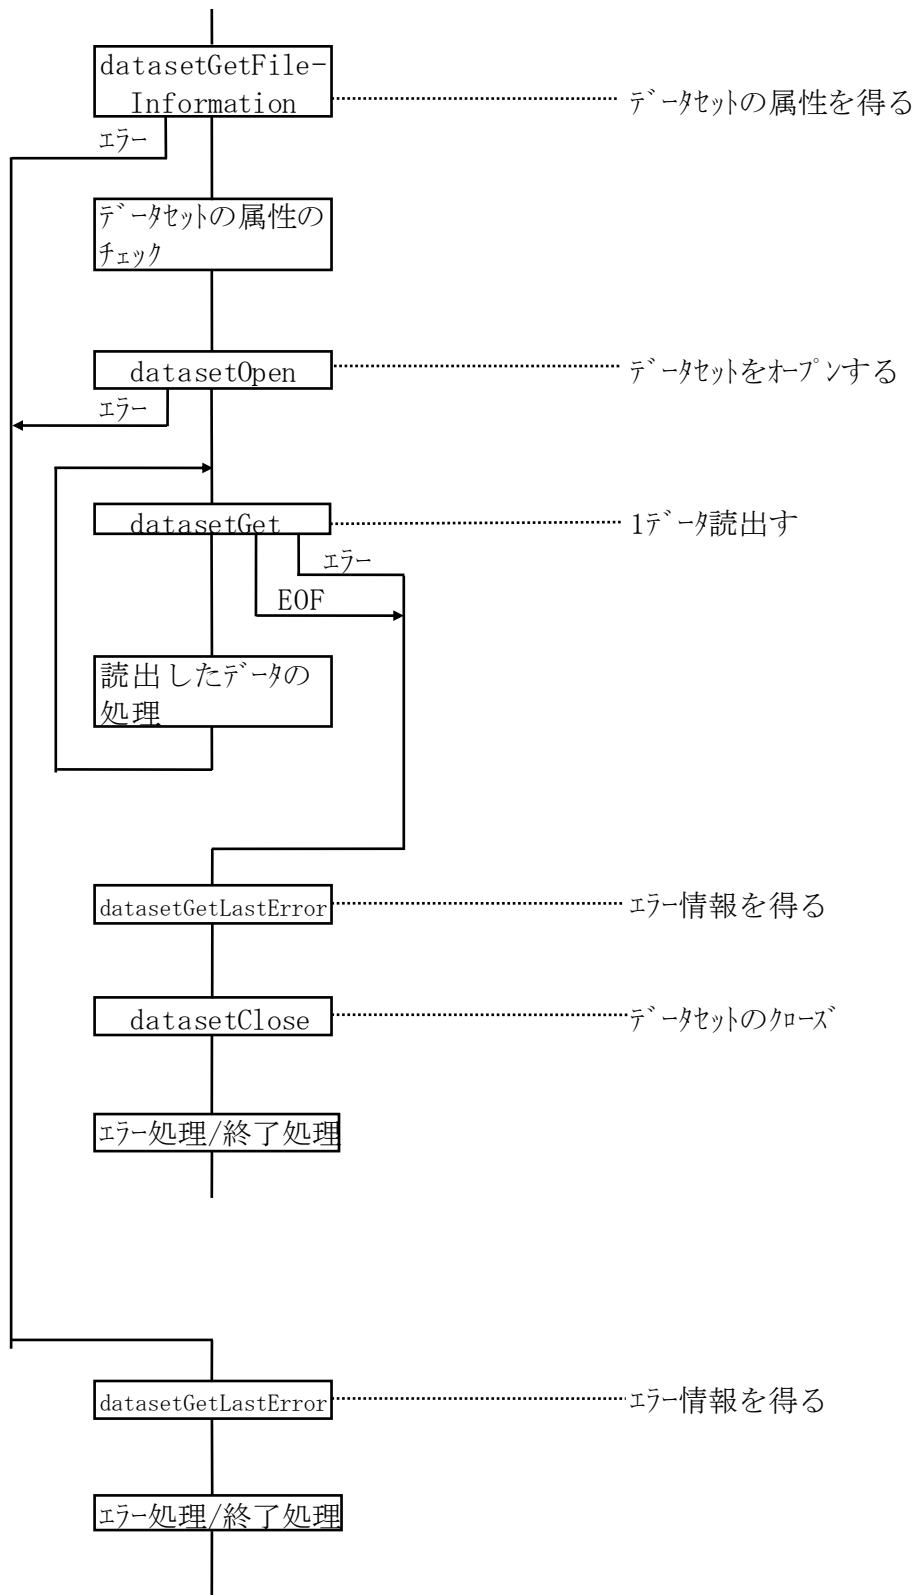 datasetGetFile-
Information
データセットの属性を得る
エラー
データセットの属性の
チェック
datasetOpen
データセットをオープンする
エラー
datasetGet
1データ読出す
エラー
EOF
読出したデータの
処理
datasetGetLastError
エラー情報を得る
datasetClose
データセットのクローズ
エラー処理/終了処理
datasetGetLastError
エラー情報を得る
エラー処理/終了処理